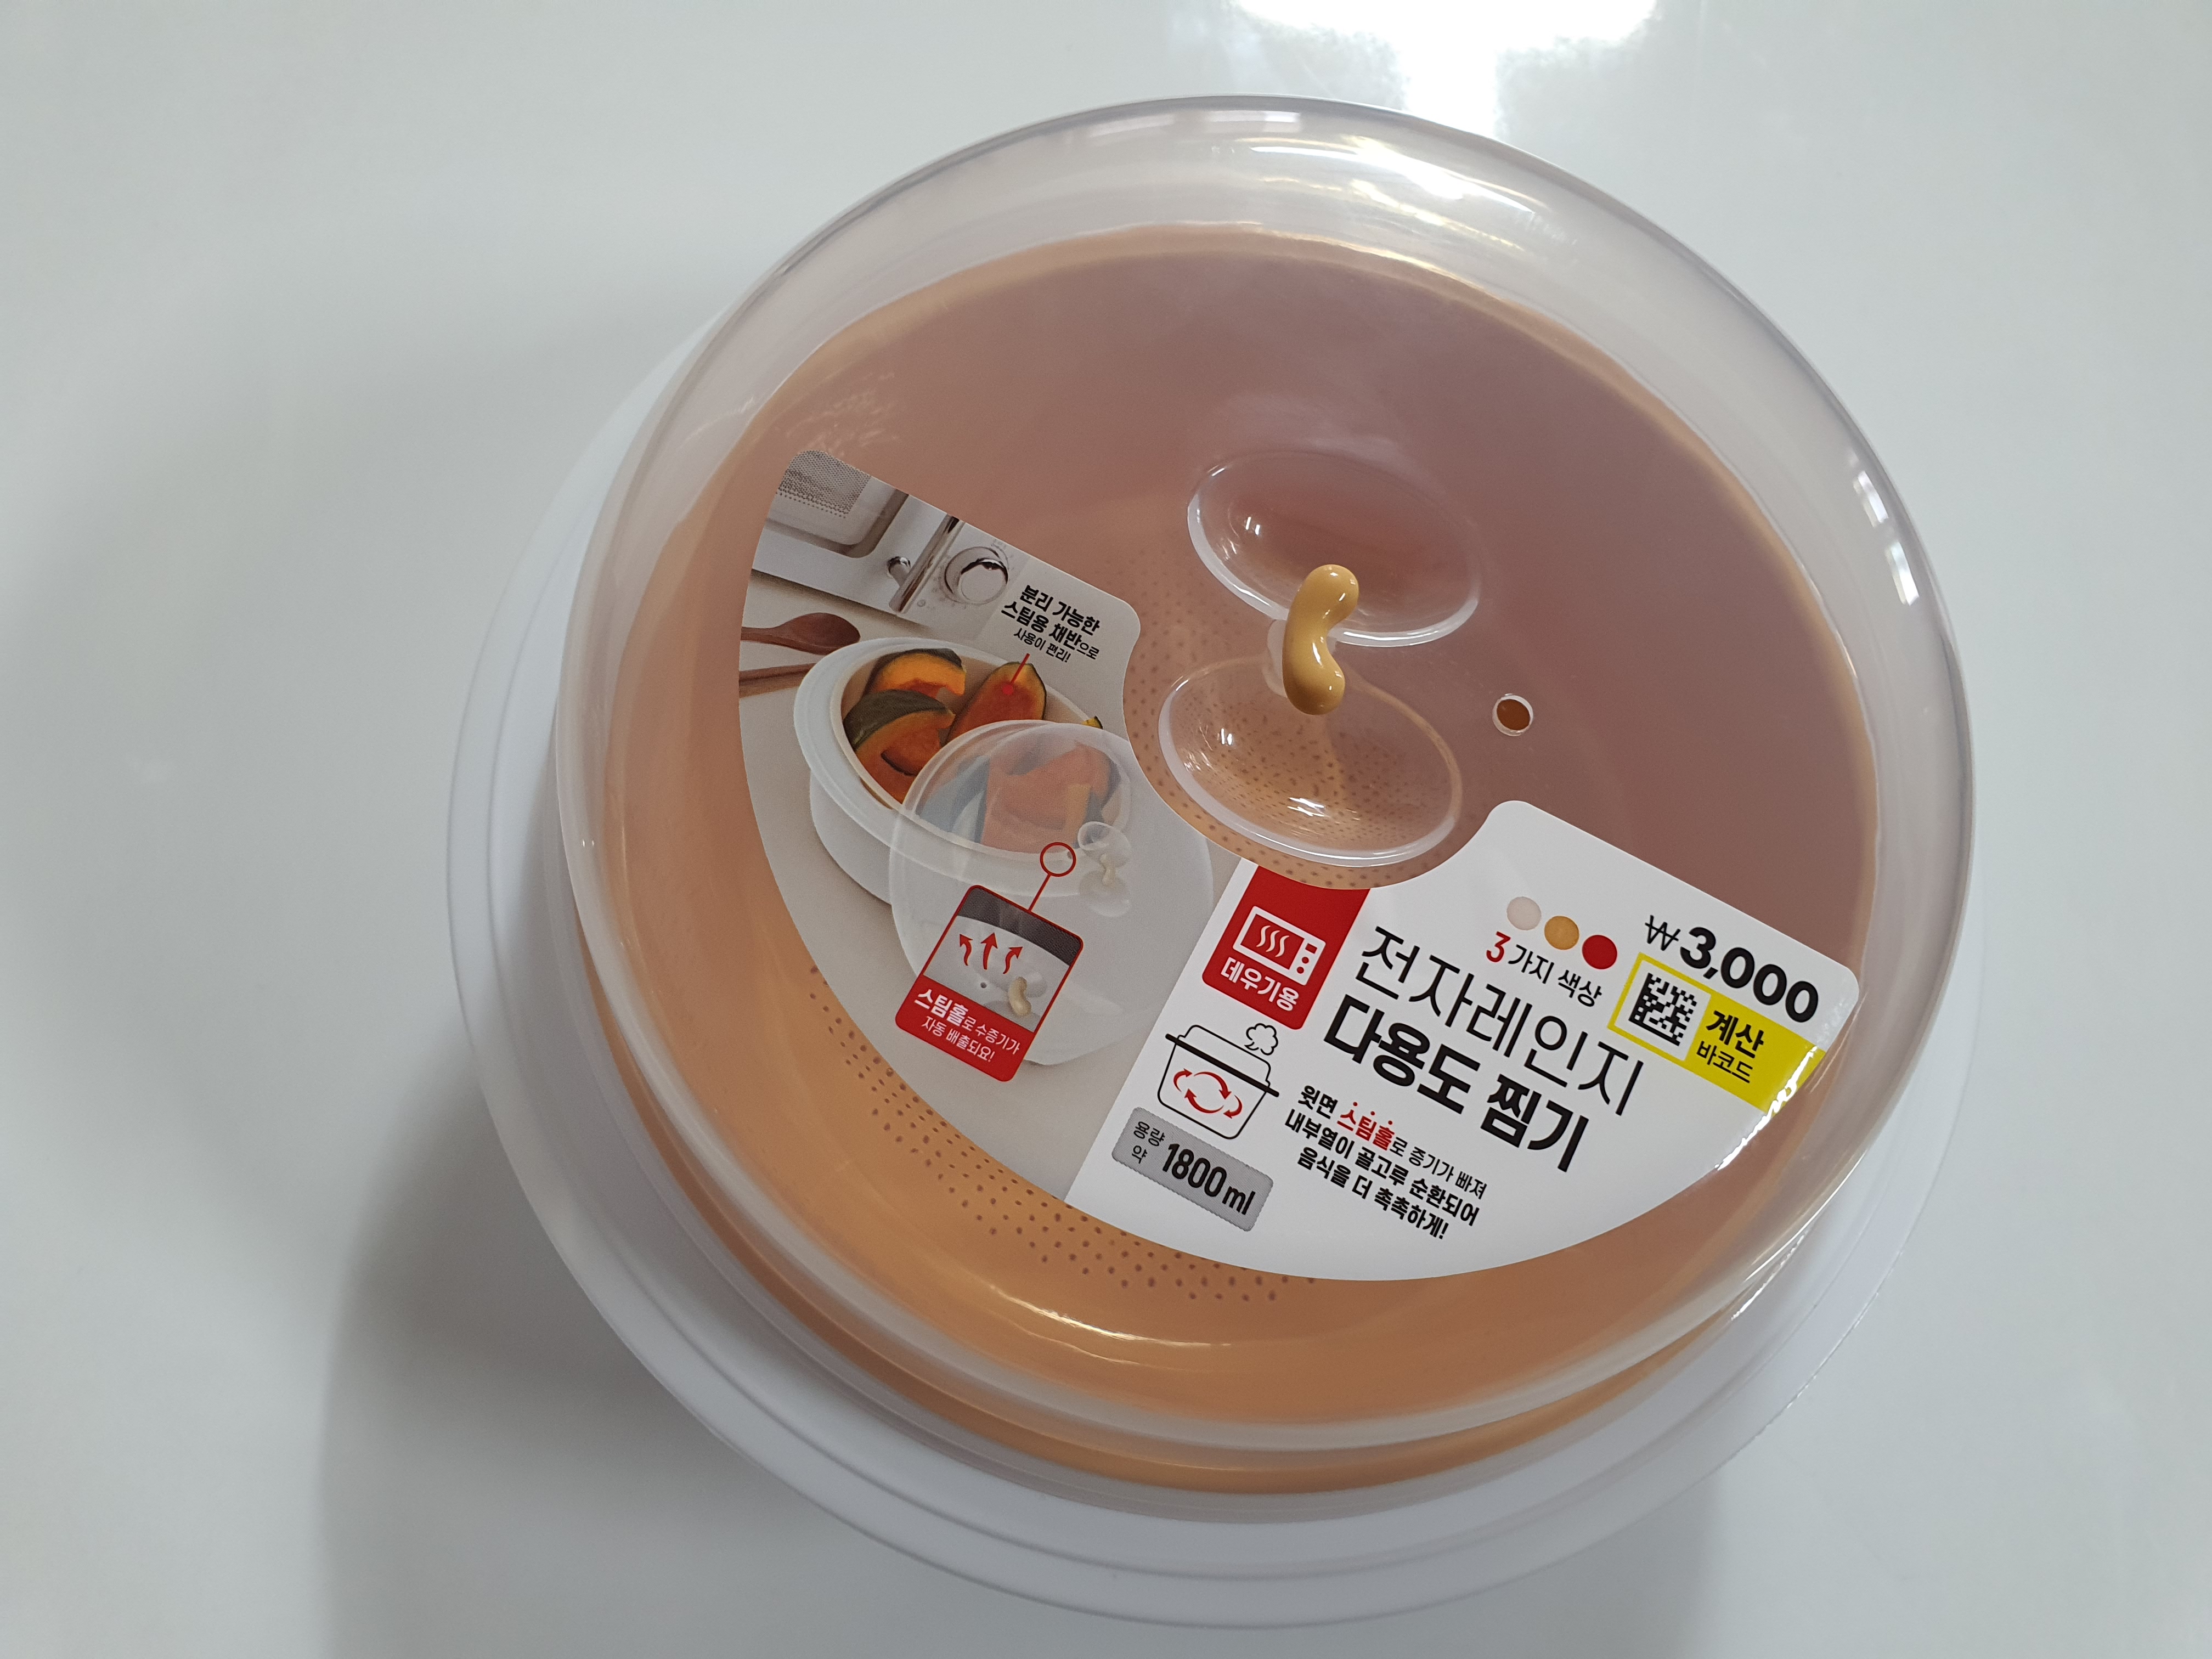 분리 가능한
스팀용 채반으로
사용이 편리!
스팀홀로 수증기가
자동 배출되요!
데우기용
3가지 색상
₩3,000
계산
바코드
전자레인지
다용도 찜기
용량
약 1800ml
윗면 스팀홀로 증기가 빠져
내부열이 골고루 순환되어
음식을 더 촉촉하게!